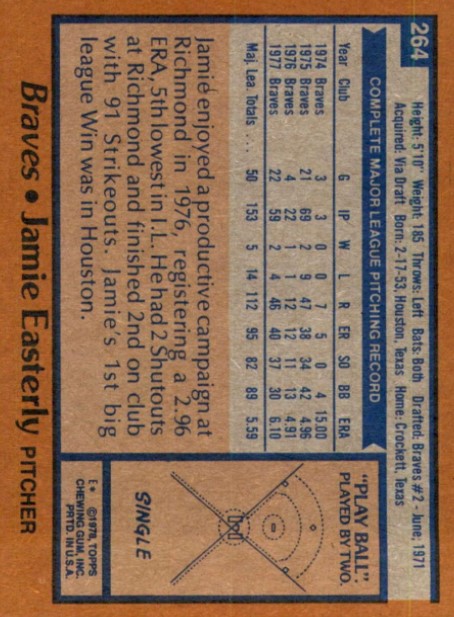 264
Height: 5'10" Weight: 185 Throws: Left Bats: Both Drafted: Braves #2 - June, 1971
Acquired: Via Draft Born: 2-17-53, Houston, Texas Home: Crockett, Texas
COMPLETE MAJOR LEAGUE PITCHING RECORD
Year Club G IP W L R ER SO BB ERA
1974 Braves 3 3 0 0 7 5 0 4 15.00
1975 Braves 21 69 2 9 47 38 34 42 4.96
1976 Braves 4 22 1 1 12 12 11 13 4.91
1977 Braves 22 59 2 4 46 40 37 30 6.10
Maj. Lea. Totals . . . 50 153 5 14 112 95 82 89 5.59
Jamie enjoyed a productive campaign at
Richmond in 1976, registering a 2.96
ERA, 5th lowest in I.L. He had 2 Shutouts
at Richmond and finished 2nd on club
with 91 Strikeouts. Jamie's 1st big
league Win was in Houston.
"PLAY BALL":
PLAYED BY TWO.
SINGLE
©1978, TOPPS
CHEWING GUM, INC.
PRTD. IN U.S.A.
Braves • Jamie Easterly PITCHER